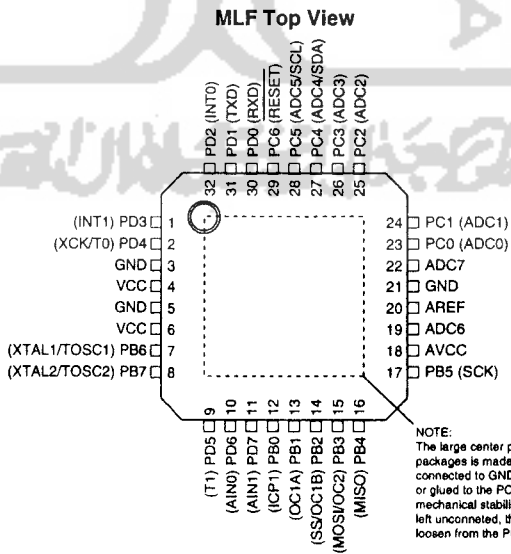 MLF Top View
PD2 (INT0)
PD1 (TXD)
PD0 (RXD)
PC6 (RESET)
PC5 (ADC5/SCL)
PC4 (ADC4/SDA)
PC3 (ADC3)
PC2 (ADC2)
32
31
30
29
28
27
26
25
(INT1) PD3 1
(XCK/T0) PD4 2
GND 3
VCC 4
GND 5
VCC 6
(XTAL1/TOSC1) PB6 7
(XTAL2/TOSC2) PB7 8
24 PC1 (ADC1)
23 PC0 (ADC0)
22 ADC7
21 GND
20 AREF
19 ADC6
18 AVCC
17 PB5 (SCK)
9
10
11
12
13
14
15
16
(T1) PD5
(AIN0) PD6
(AIN1) PD7
(ICP1) PB0
(OC1A) PB1
(SS/OC1B) PB2
(MOSI/OC2) PB3
(MISO) PB4
NOTE:
The large center p
packages is made
connected to GND
or glued to the PC
mechanical stabili
left unconneted, th
loosen from the P